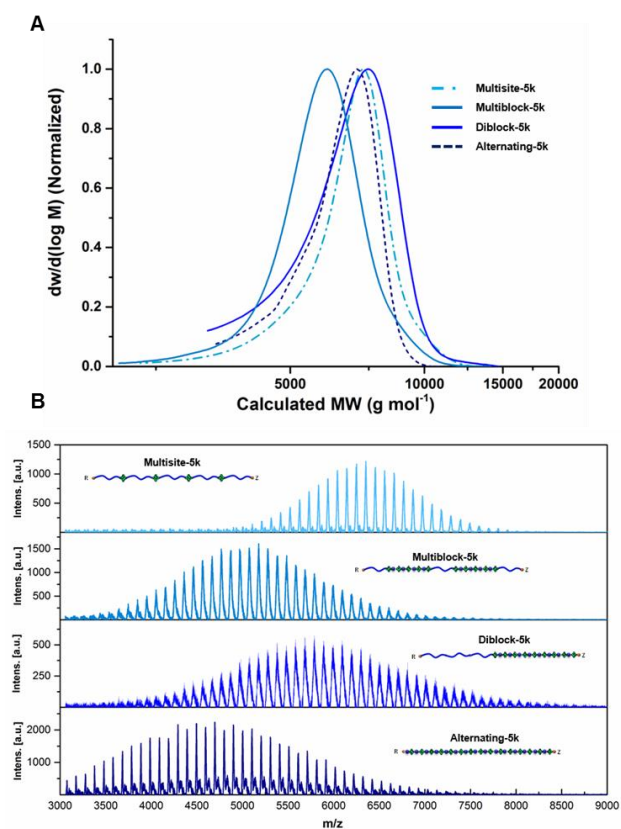 A
dw/d(log M) (Normalized)
1.0
0.8
0.6
0.4
0.2
0.0
Multisite-5k
Multiblock-5k
Diblock-5k
Alternating-5k
5000 10000 15000 20000
Calculated MW (g mol-1)
B
Intens. [a.u.]
1500
1000
500
Multisite-5k
R Z
Intens. [a.u.]
1500
1000
500
Multiblock-5k
R Z
Intens. [a.u.]
500
250
Diblock-5k
R Z
Intens. [a.u.]
2000
1000
Alternating-5k
R Z
3000 3500 4000 4500 5000 5500 6000 6500 7000 7500 8000 8500 9000
m/z